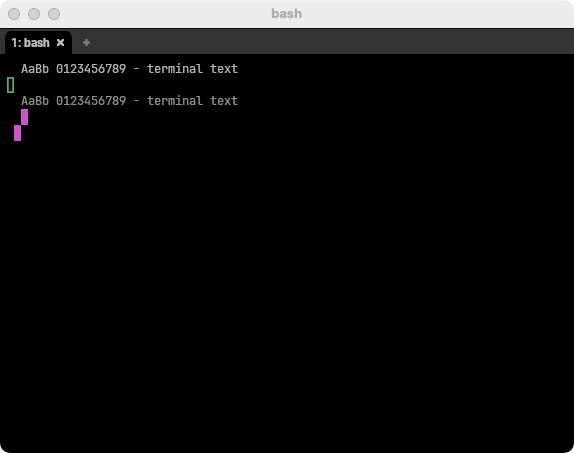 bash
1: bash × +
AaBb 0123456789 - terminal text
AaBb 0123456789 - terminal text